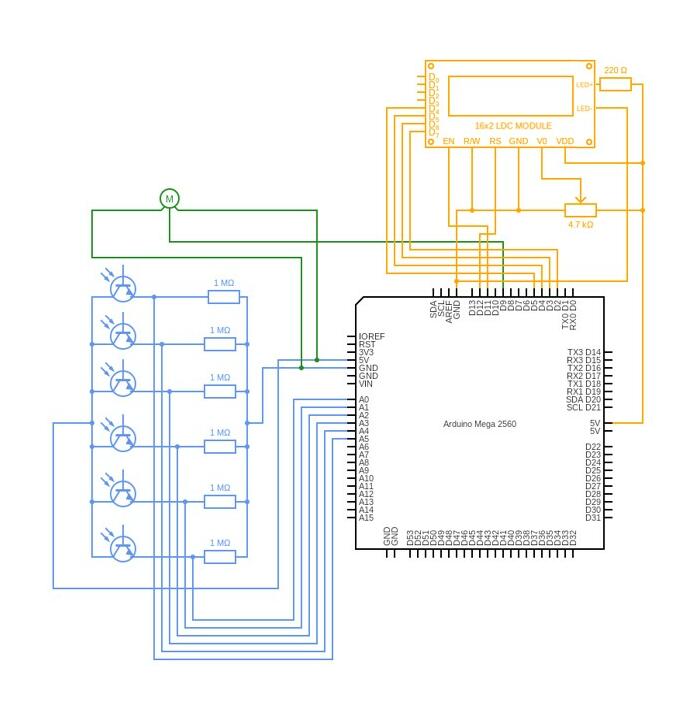 220 Ω
D0
D1
D2
D3
D4
D5
D6
D7
LED+
LED-
16x2 LDC MODULE
EN R/W RS GND V0 VDD
4.7 kΩ
M
1 MΩ
1 MΩ
1 MΩ
1 MΩ
1 MΩ
1 MΩ
SDA
SCL
AREF
GND
D13
D12
D11
D10
D9
D8
D7
D6
D5
D4
D3
D2
TX0 D1
RX0 D0
IOREF
RST
3V3
5V
GND
GND
VIN
A0
A1
A2
A3
A4
A5
A6
A7
A8
A9
A10
A11
A12
A13
A14
A15
Arduino Mega 2560
TX3 D14
RX3 D15
TX2 D16
RX2 D17
TX1 D18
RX1 D19
SDA D20
SCL D21
5V
5V
D22
D23
D24
D25
D26
D27
D28
D29
D30
D31
GND
GND
D53
D52
D51
D50
D49
D48
D47
D46
D45
D44
D43
D42
D41
D40
D39
D38
D37
D36
D35
D34
D33
D32